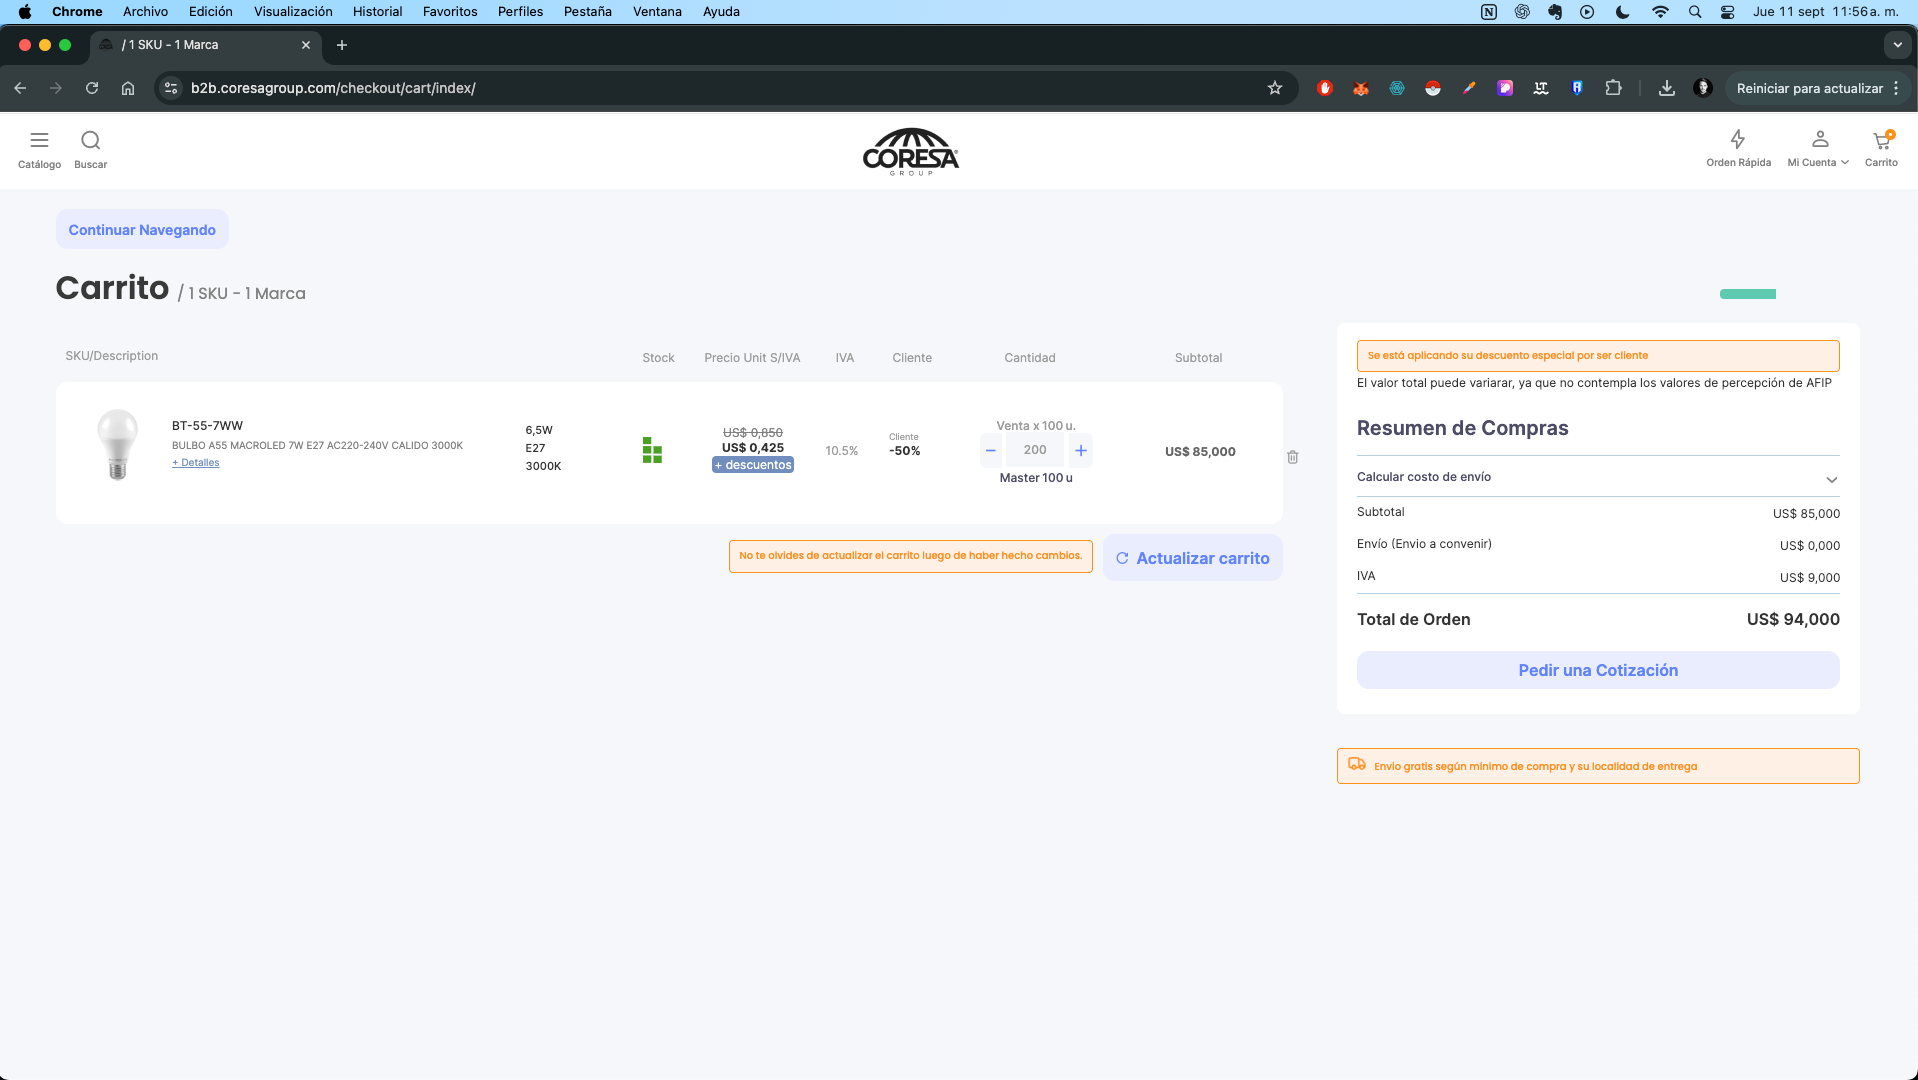 Chrome Archivo Edición Visualización Historial Favoritos Perfiles Pestaña Ventana Ayuda
Jue 11 sept 11:56 a. m.
/ 1 SKU - 1 Marca
b2b.coresagroup.com/checkout/cart/index/
Reiniciar para actualizar
Catálogo
Buscar
CORESA
GROUP
Orden Rápida
Mi Cuenta
Carrito
Continuar Navegando
Carrito / 1 SKU - 1 Marca
SKU/Description Stock Precio Unit S/IVA IVA Cliente Cantidad Subtotal
BT-55-7WW
BULBO A55 MACROLED 7W E27 AC220-240V CALIDO 3000K
+ Detalles
6,5W
E27
3000K
US$ 0,850
US$ 0,425
+ descuentos
10.5%
Cliente
-50%
Venta x 100 u.
− 200 +
Master 100 u
US$ 85,000
No te olvides de actualizar el carrito luego de haber hecho cambios.
Actualizar carrito
Se está aplicando su descuento especial por ser cliente
El valor total puede variarar, ya que no contempla los valores de percepción de AFIP
Resumen de Compras
Calcular costo de envío
Subtotal US$ 85,000
Envío (Envio a convenir) US$ 0,000
IVA US$ 9,000
Total de Orden US$ 94,000
Pedir una Cotización
Envio gratis según minimo de compra y su localidad de entrega